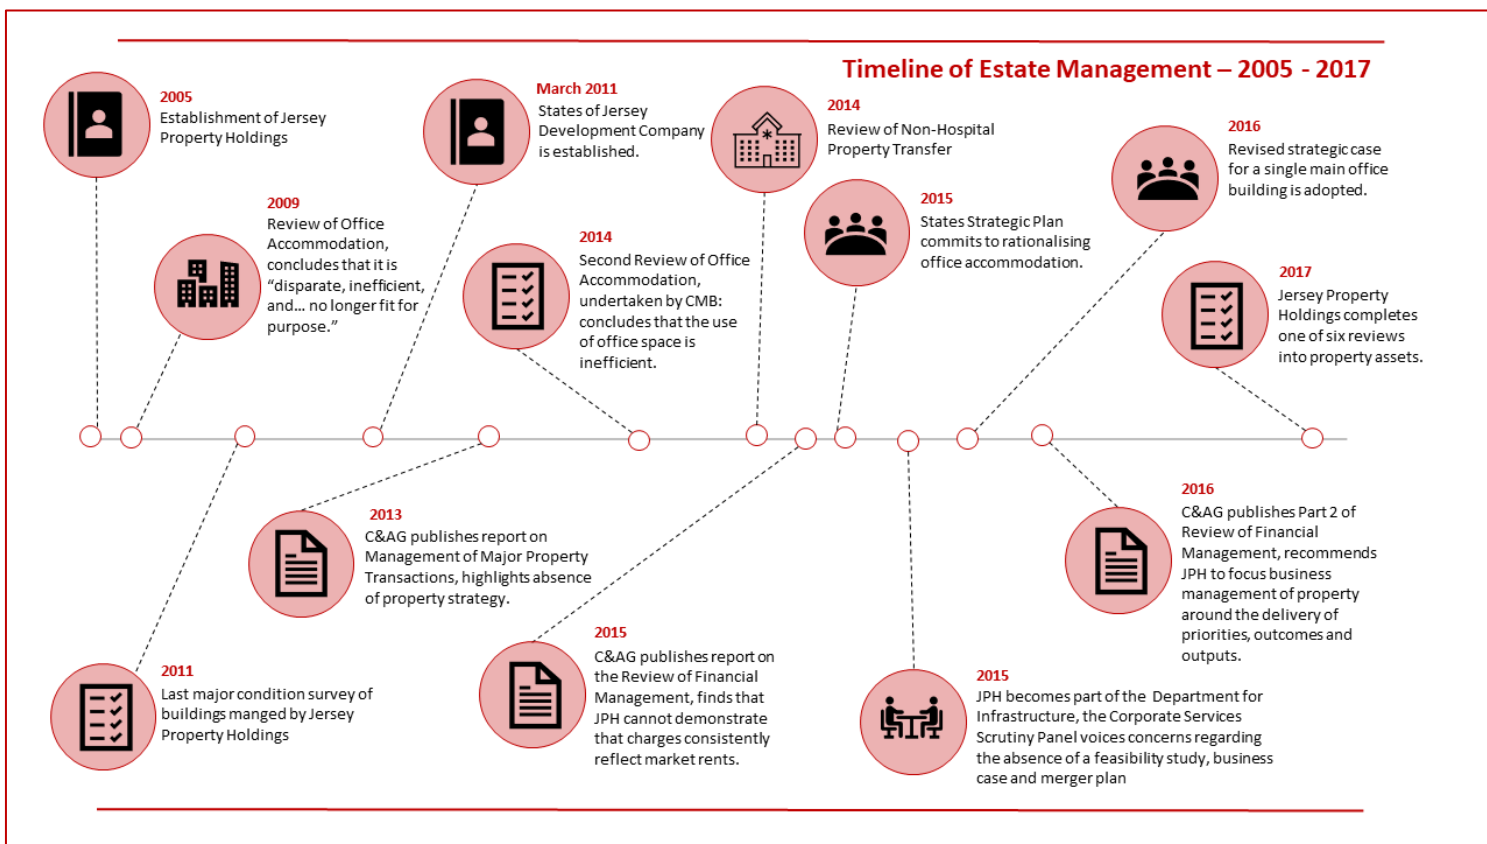 Timeline of Estate Management – 2005 - 2017
2005
Establishment of Jersey
Property Holdings
2009
Review of Office
Accommodation,
concludes that it is
“disparate, inefficient,
and… no longer fit for
purpose.”
March 2011
States of Jersey
Development Company
is established.
2014
Second Review of Office
Accommodation,
undertaken by CMB:
concludes that the use
of office space is
inefficient.
2014
Review of Non-Hospital
Property Transfer
2015
States Strategic Plan
commits to rationalising
office accommodation.
2016
Revised strategic case
for a single main office
building is adopted.
2017
Jersey Property
Holdings completes
one of six reviews
into property assets.
2011
Last major condition survey of
buildings manged by Jersey
Property Holdings
2013
C&AG publishes report on
Management of Major Property
Transactions, highlights absence
of property strategy.
2015
C&AG publishes report on
the Review of Financial
Management, finds that
JPH cannot demonstrate
that charges consistently
reflect market rents.
2015
JPH becomes part of the Department for
Infrastructure, the Corporate Services
Scrutiny Panel voices concerns regarding
the absence of a feasibility study, business
case and merger plan
2016
C&AG publishes Part 2 of
Review of Financial
Management, recommends
JPH to focus business
management of property
around the delivery of
priorities, outcomes and
outputs.